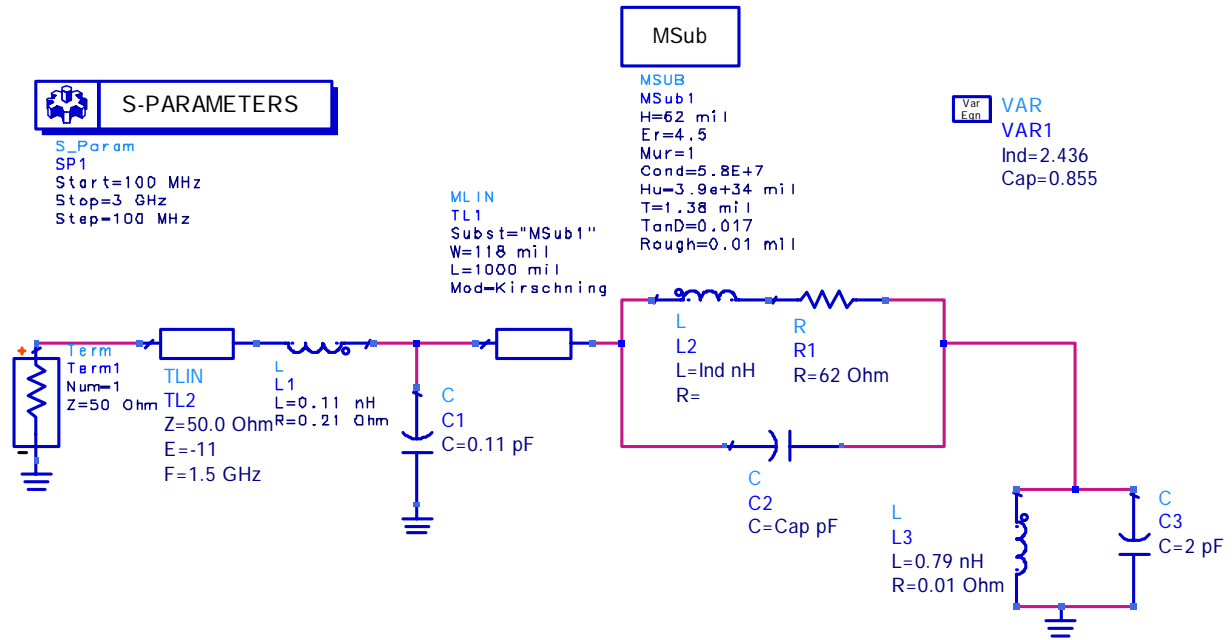 MSub
MSUB
MSub1
H=62 mil
Er=4.5
Mur=1
Cond=5.8E+7
Hu=3.9e+34 mil
T=1.38 mil
TanD=0.017
Rough=0.01 mil
S-PARAMETERS
S_Param
SP1
Start=100 MHz
Stop=3 GHz
Step=100 MHz
Var
Eqn
VAR
VAR1
Ind=2.436
Cap=0.855
MLIN
TL1
Subst="MSub1"
W=118 mil
L=1000 mil
Mod=Kirschning
+
Term
Term1
Num=1
Z=50 Ohm
-
TLIN
TL2
Z=50.0 Ohm
E=-11
F=1.5 GHz
L
L1
L=0.11 nH
R=0.21 Ohm
C
C1
C=0.11 pF
L
L2
L=Ind nH
R=
R
R1
R=62 Ohm
C
C2
C=Cap pF
L
L3
L=0.79 nH
R=0.01 Ohm
C
C3
C=2 pF